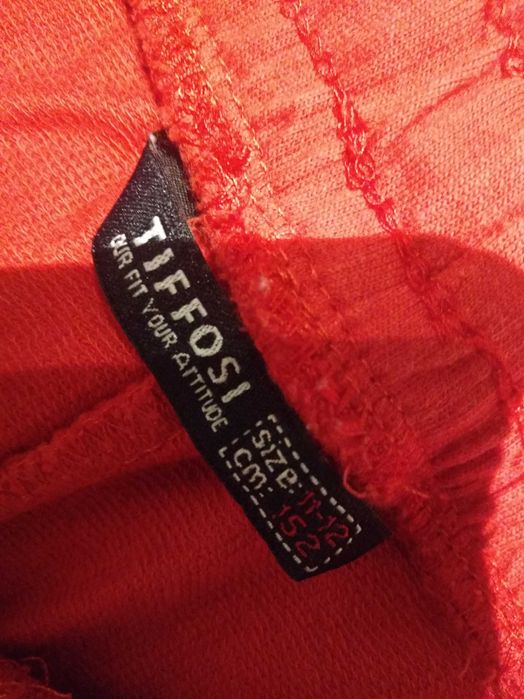 TIFFOSI
OUR FIT YOUR ATTITUDE
size: 11-12
cm: 152